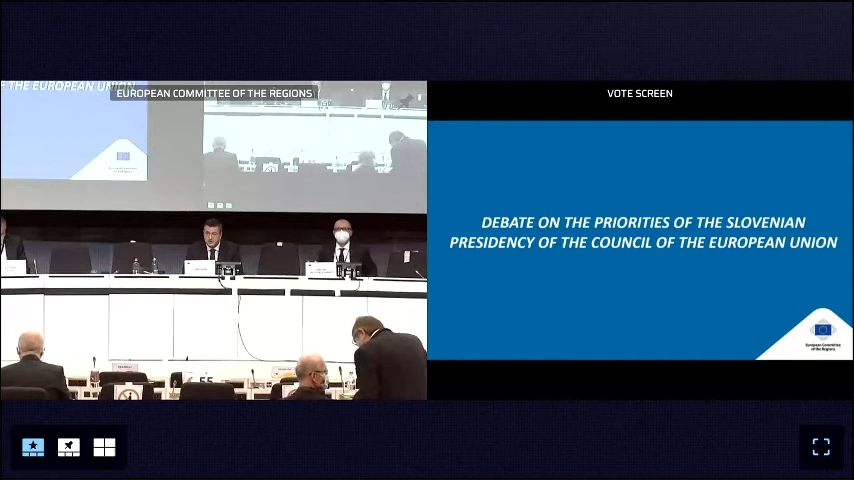 F THE EUROPEAN UNION
EUROPEAN COMMITTEE OF THE REGIONS
VOTE SCREEN
DEBATE ON THE PRIORITIES OF THE SLOVENIAN
PRESIDENCY OF THE COUNCIL OF THE EUROPEAN UNION
European Committee
of the Regions
55